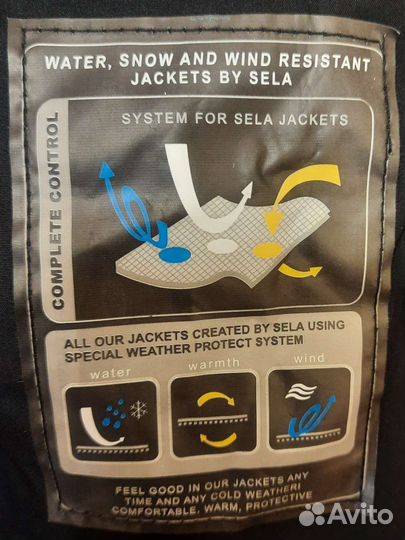 WATER, SNOW AND WIND RESISTANT
JACKETS BY SELA
COMPLETE CONTROL
SYSTEM FOR SELA JACKETS
ALL OUR JACKETS CREATED BY SELA USING
SPECIAL WEATHER PROTECT SYSTEM
water warmth wind
FEEL GOOD IN OUR JACKETS ANY
TIME AND ANY COLD WEATHER!
COMFORTABLE, WARM, PROTECTIVE
Avito